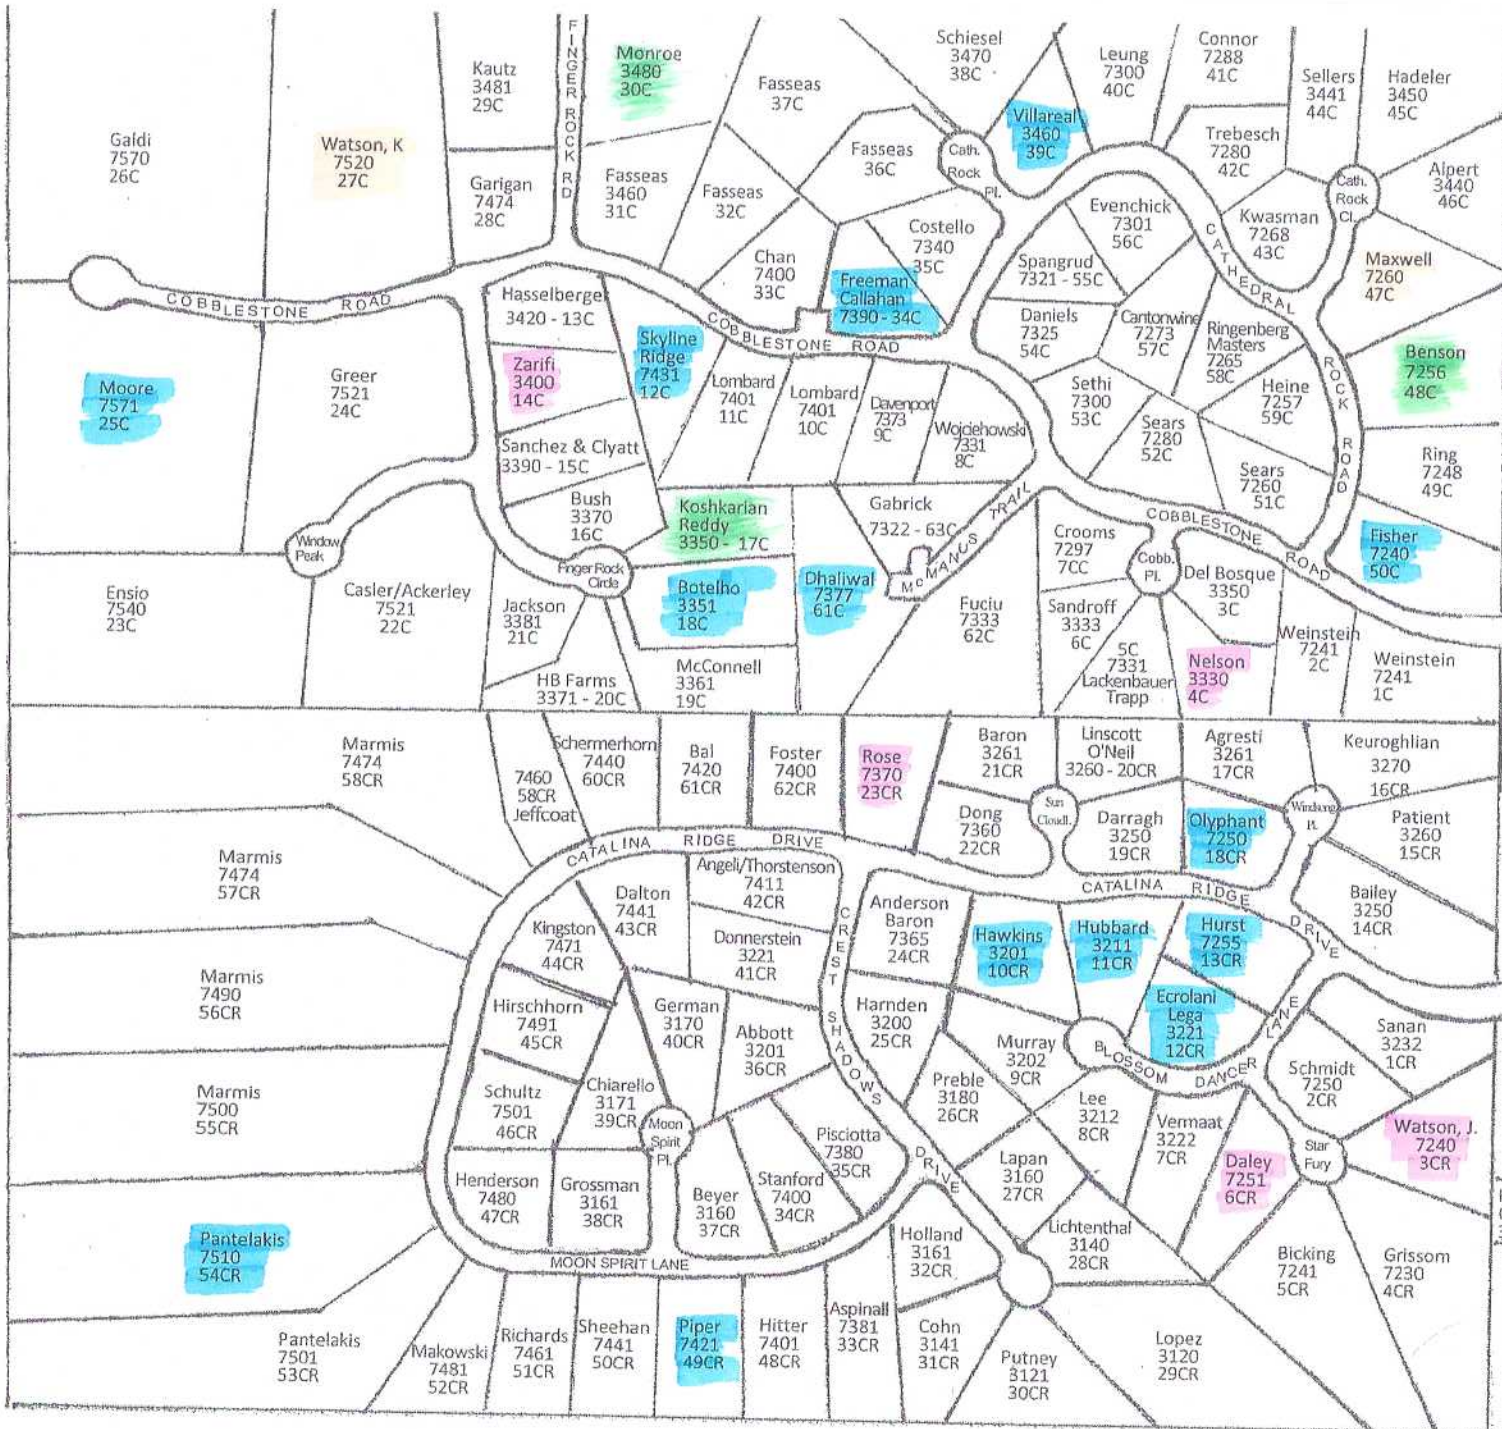 Galdi
7570
26C
Watson, K
7520
27C
Kautz
3481
29C
Garigan
7474
28C
FINGER ROCK RD
Monroe
3480
30C
Fasseas
3460
31C
Fasseas
37C
Fasseas
32C
Fasseas
36C
Schiesel
3470
38C
Cath.
Rock
Pl.
Villareal
3460
39C
Leung
7300
40C
Connor
7288
41C
Trebesch
7280
42C
Sellers
3441
44C
Hadeler
3450
45C
Alpert
3440
46C
Cath.
Rock
Cl.
Kwasman
7268
43C
Maxwell
7260
47C
Costello
7340
35C
Chan
7400
33C
Freeman
Callahan
7390 - 34C
Evenchick
7301
56C
Spangrud
7321 - 55C
Daniels
7325
54C
Cantonwine
7273
57C
Ringenberg
Masters
7265
58C
CATHEDRAL ROCK ROAD
Benson
7256
48C
Ring
7248
49C
Fisher
7240
50C
Heine
7257
59C
Sethi
7300
53C
Sears
7280
52C
Sears
7260
51C
COBBLESTONE ROAD
COBBLESTONE ROAD
Hasselberge
3420 - 13C
Zarifi
3400
14C
Skyline
Ridge
7431
12C
Lombard
7401
11C
Lombard
7401
10C
Davenport
7373
9C
Wojciehowski
7331
8C
Moore
7571
25C
Greer
7521
24C
Sanchez & Clyatt
3390 - 15C
Bush
3370
16C
Koshkarian
Reddy
3350 - 17C
Gabrick
7322 - 63C
McMANUS TRAIL
COBBLESTONE ROAD
Crooms
7297
7CC
Cobb.
Pl.
Del Bosque
3350
3C
Window
Peak
Finger Rock
Circle
Ensio
7540
23C
Casler/Ackerley
7521
22C
Jackson
3381
21C
Botelho
3351
18C
Dhaliwal
7377
61C
Fuciu
7333
62C
Sandroff
3333
6C
5C
7331
Lackenbauer
Trapp
Nelson
3330
4C
Weinstein
7241
2C
Weinstein
7241
1C
HB Farms
3371 - 20C
McConnell
3361
19C
Marmis
7474
58CR
7460
58CR
Jeffcoat
Schermerhorn
7440
60CR
Bal
7420
61CR
Foster
7400
62CR
Rose
7370
23CR
Baron
3261
21CR
Linscott
O'Neil
3260 - 20CR
Agresti
3261
17CR
Keuroghlian
3270
16CR
Dong
7360
22CR
Sun
Cloud
Darragh
3250
19CR
Olyphant
7250
18CR
Windsong
Pl.
Patient
3260
15CR
Marmis
7474
57CR
CATALINA RIDGE DRIVE
CATALINA RIDGE DRIVE
Bailey
3250
14CR
Dalton
7441
43CR
Angeli/Thorstenson
7411
42CR
Kingston
7471
44CR
Donnerstein
3221
41CR
CREST SHADOWS DRIVE
Anderson
Baron
7365
24CR
Hawkins
3201
10CR
Hubbard
3211
11CR
Hurst
7255
13CR
Marmis
7490
56CR
Hirschhorn
7491
45CR
German
3170
40CR
Abbott
3201
36CR
Harnden
3200
25CR
Murray
3202
9CR
Ecrolani
Lega
3221
12CR
BLOSSOM DANCER LANE
Sanan
3232
1CR
Schmidt
7250
2CR
Marmis
7500
55CR
Schultz
7501
46CR
Chiarello
3171
39CR
Moon
Spirit
Pl.
Preble
3180
26CR
Lee
3212
8CR
Vermaat
3222
7CR
Star
Fury
Watson, J.
7240
3CR
Pisciotta
7380
35CR
Lapan
3160
27CR
Daley
7251
6CR
Henderson
7480
47CR
Grossman
3161
38CR
Beyer
3160
37CR
Stanford
7400
34CR
Pantelakis
7510
54CR
MOON SPIRIT LANE
Holland
3161
32CR
Lichtenthal
3140
28CR
Bicking
7241
5CR
Grissom
7230
4CR
Pantelakis
7501
53CR
Makowski
7481
52CR
Richards
7461
51CR
Sheehan
7441
50CR
Piper
7421
49CR
Hitter
7401
48CR
Aspinall
7381
33CR
Cohn
3141
31CR
Putney
3121
30CR
Lopez
3120
29CR